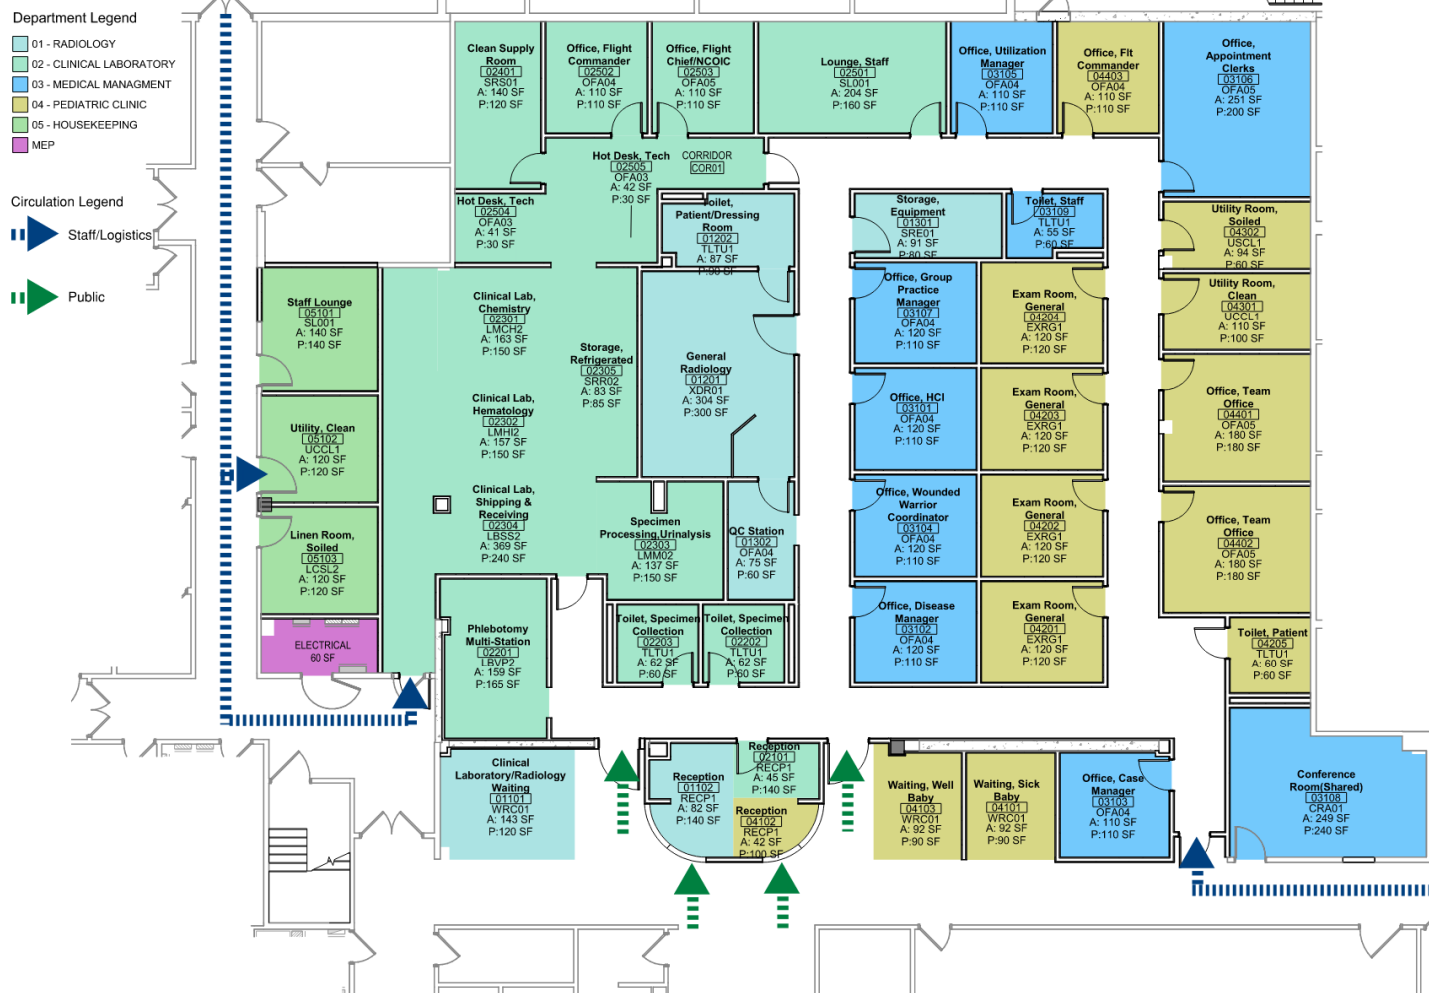 Department Legend
01 - RADIOLOGY
02 - CLINICAL LABORATORY
03 - MEDICAL MANAGMENT
04 - PEDIATRIC CLINIC
05 - HOUSEKEEPING
MEP
Circulation Legend
Staff/Logistics
Public
Clean Supply
Room
02401
SRS01
A: 140 SF
P:120 SF
Office, Flight
Commander
02502
OFA04
A: 110 SF
P:110 SF
Office, Flight
Chief/NCOIC
02503
OFA05
A: 110 SF
P:110 SF
Lounge, Staff
02501
SL001
A: 204 SF
P:160 SF
Office, Utilization
Manager
03105
OFA04
A: 110 SF
P:110 SF
Office, Flt
Commander
04403
OFA04
A: 110 SF
P:110 SF
Office,
Appointment
Clerks
03106
OFA05
A: 251 SF
P:200 SF
Hot Desk, Tech
02505
OFA03
A: 42 SF
P:30 SF
CORRIDOR
COR01
Hot Desk, Tech
02504
OFA03
A: 41 SF
P:30 SF
Toilet,
Patient/Dressing
Room
01202
TLTU1
A: 87 SF
P:90 SF
Storage,
Equipment
01301
SRE01
A: 91 SF
P:80 SF
Toilet, Staff
03109
TLTU1
A: 55 SF
P:60 SF
Utility Room,
Soiled
04302
USCL1
A: 94 SF
P:60 SF
Staff Lounge
05101
SL001
A: 140 SF
P:140 SF
Clinical Lab,
Chemistry
02301
LMCH2
A: 163 SF
P:150 SF
Storage,
Refrigerated
02305
SRR02
A: 83 SF
P:85 SF
General
Radiology
01201
XDR01
A: 304 SF
P:300 SF
Office, Group
Practice
Manager
03107
OFA04
A: 120 SF
P:110 SF
Exam Room,
General
04204
EXRG1
A: 120 SF
P:120 SF
Utility Room,
Clean
04301
UCCL1
A: 110 SF
P:100 SF
Utility, Clean
05102
UCCL1
A: 120 SF
P:120 SF
Clinical Lab,
Hematology
02302
LMHI2
A: 157 SF
P:150 SF
Office, HCI
03101
OFA04
A: 120 SF
P:110 SF
Exam Room,
General
04203
EXRG1
A: 120 SF
P:120 SF
Office, Team
Office
04401
OFA05
A: 180 SF
P:180 SF
Linen Room,
Soiled
05103
LCSL2
A: 120 SF
P:120 SF
Clinical Lab,
Shipping &
Receiving
02304
LBSS2
A: 369 SF
P:240 SF
Specimen
Processing,Urinalysis
02303
LMM02
A: 137 SF
P:150 SF
QC Station
01302
OFA04
A: 75 SF
P:60 SF
Office, Wounded
Warrior
Coordinator
03104
OFA04
A: 120 SF
P:110 SF
Exam Room,
General
04202
EXRG1
A: 120 SF
P:120 SF
Office, Team
Office
04402
OFA05
A: 180 SF
P:180 SF
ELECTRICAL
60 SF
Phlebotomy
Multi-Station
02201
LBVP2
A: 159 SF
P:165 SF
Toilet, Specimen
Collection
02203
TLTU1
A: 62 SF
P:60 SF
Toilet, Specimen
Collection
02202
TLTU1
A: 62 SF
P:60 SF
Office, Disease
Manager
03102
OFA04
A: 120 SF
P:110 SF
Exam Room,
General
04201
EXRG1
A: 120 SF
P:120 SF
Toilet, Patient
04205
TLTU1
A: 60 SF
P:60 SF
Clinical
Laboratory/Radiology
Waiting
01101
WRC01
A: 143 SF
P:120 SF
Reception
01102
RECP1
A: 82 SF
P:140 SF
Reception
02101
RECP1
A: 45 SF
P:140 SF
Reception
04102
RECP1
A: 42 SF
P:100 SF
Waiting, Well
Baby
04103
WRC01
A: 92 SF
P:90 SF
Waiting, Sick
Baby
04101
WRC01
A: 92 SF
P:90 SF
Office, Case
Manager
03103
OFA04
A: 110 SF
P:110 SF
Conference
Room(Shared)
03108
CRA01
A: 249 SF
P:240 SF